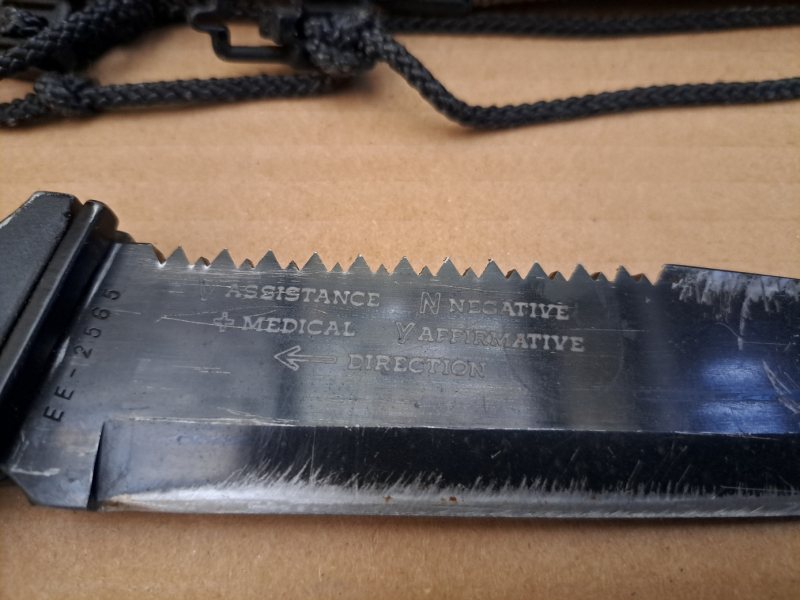 V ASSISTANCE N NEGATIVE
+ MEDICAL Y AFFIRMATIVE
← DIRECTION
EE-2565